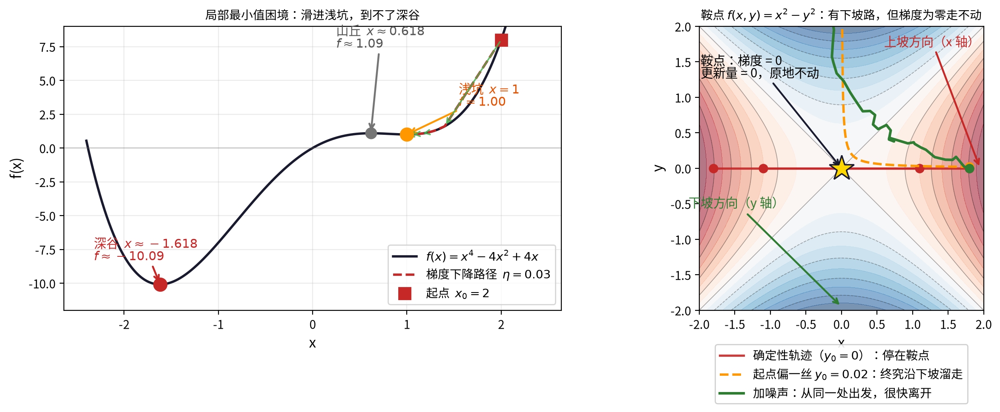 局部最小值困境：滑进浅坑，到不了深谷
山丘 x ≈ 0.618
f ≈ 1.09
浅坑 x = 1
f = 1.00
深谷 x ≈ −1.618
f ≈ −10.09
7.5
5.0
2.5
0.0
-2.5
-5.0
-7.5
-10.0
f(x)
-2
-1
0
1
2
x
f(x) = x⁴ − 4x² + 4x
梯度下降路径 η = 0.03
起点 x₀ = 2
鞍点 f(x, y) = x² − y²：有下坡路，但梯度为零走不动
上坡方向（x 轴）
鞍点：梯度 = 0
更新量 = 0，原地不动
下坡方向（y 轴）
2.0
1.5
1.0
0.5
0.0
-0.5
-1.0
-1.5
-2.0
y
-2.0
-1.5
-1.0
-0.5
0.0
0.5
1.0
1.5
2.0
x
确定性轨迹（y₀ = 0）：停在鞍点
起点偏一丝 y₀ = 0.02：终究沿下坡溜走
加噪声：从同一处出发，很快离开